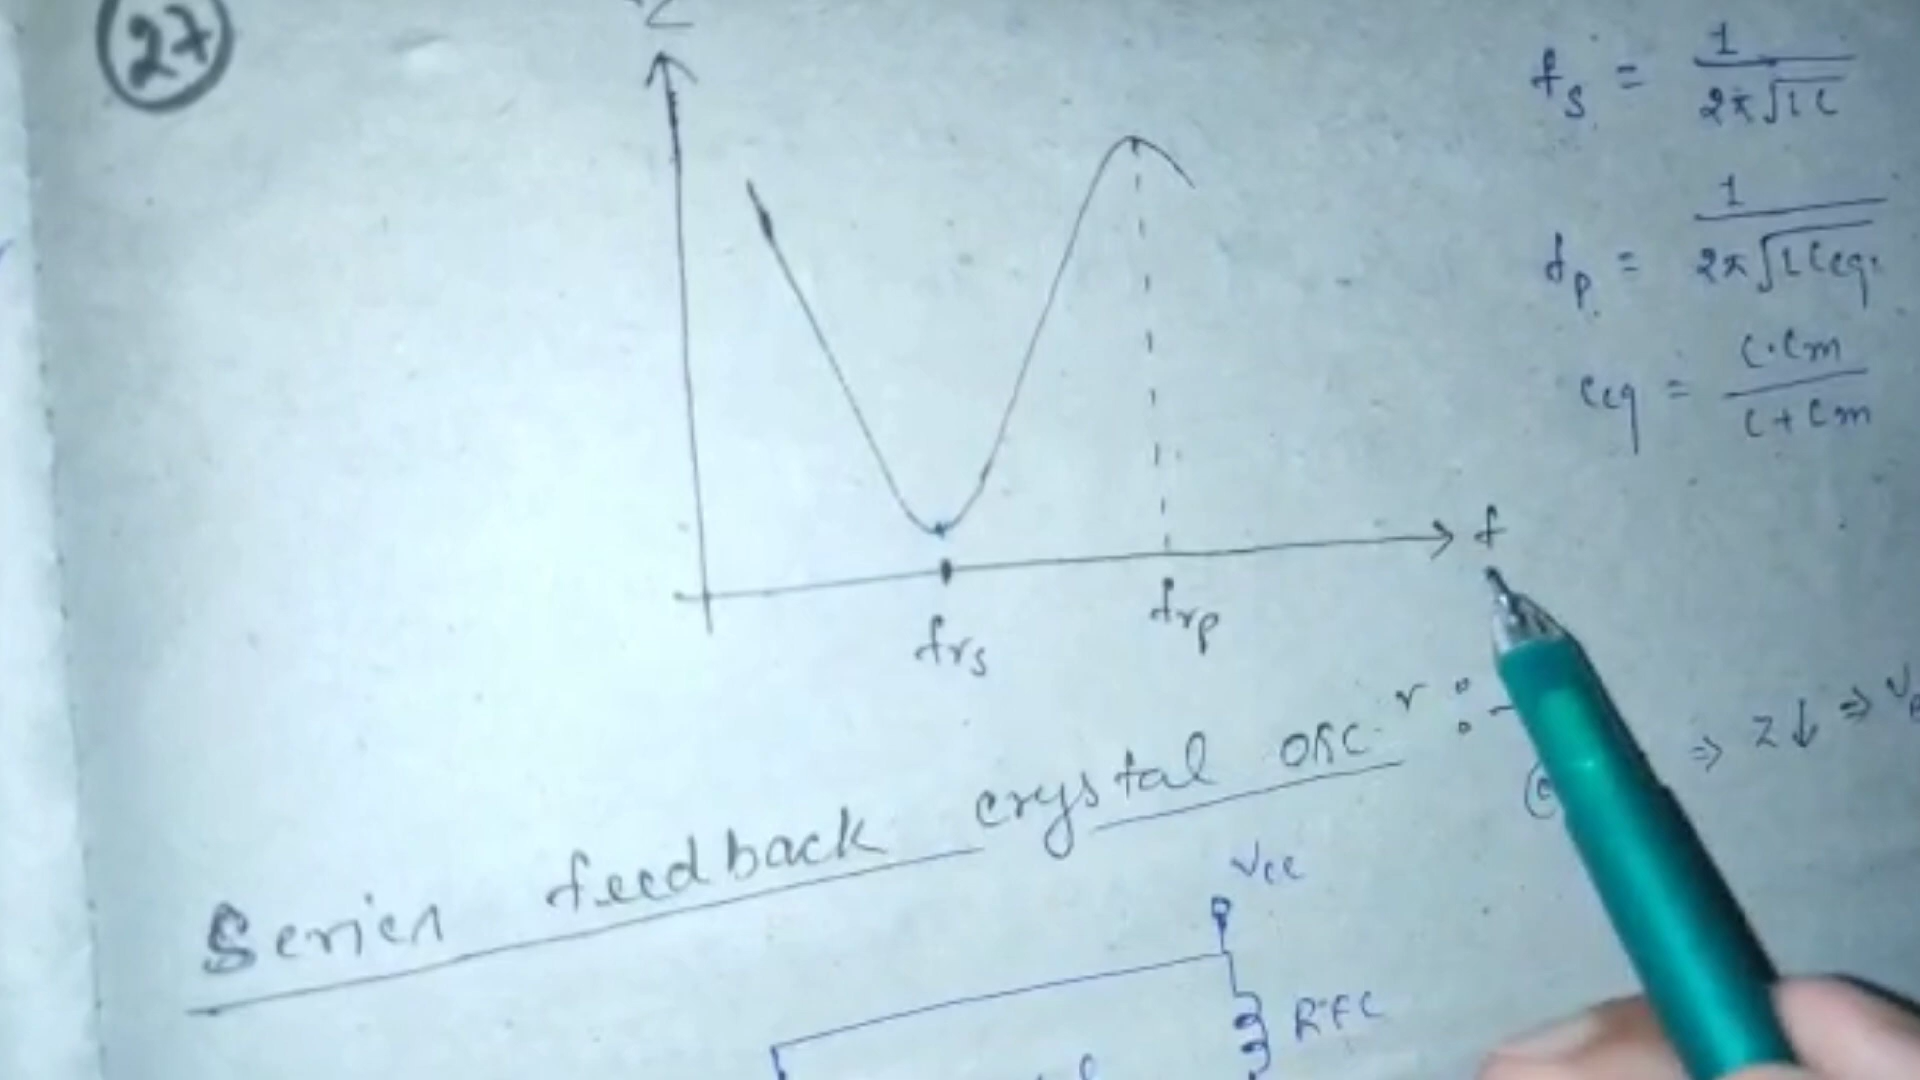 27
Z
fs = 1 / 2π√LC
fp = 1 / 2π√LCeq.
Ceq = C·Cm / C+Cm
f
frs
frp
Series feedback crystal osc.r :-
⇒ Z↓ ⇒
Vcc
RFC